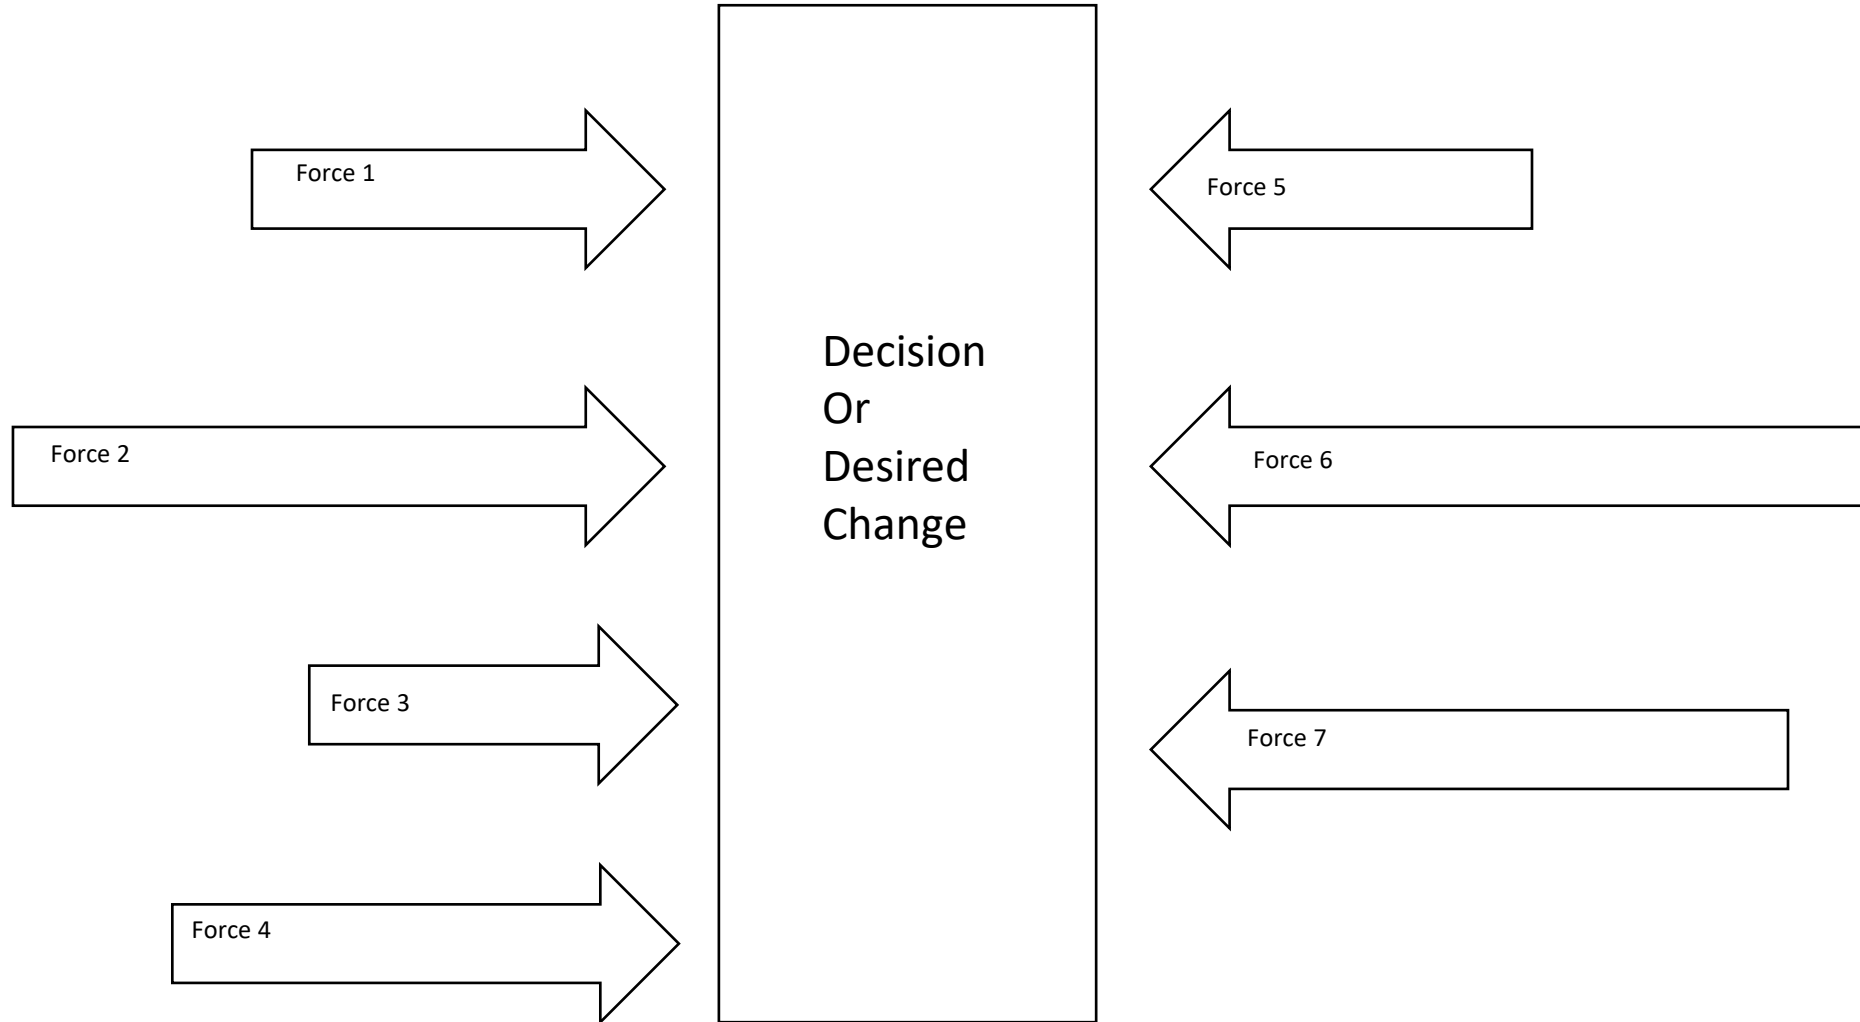 Force 1
Force 2
Force 3
Force 4
Decision
Or
Desired
Change
Force 5
Force 6
Force 7